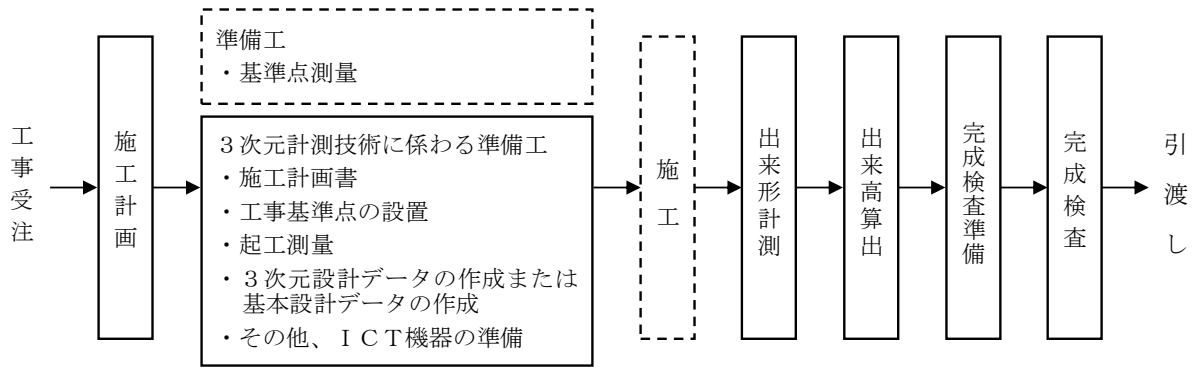 工事受注
施工計画
準備工
・基準点測量
３次元計測技術に係わる準備工
・施工計画書
・工事基準点の設置
・起工測量
・３次元設計データの作成または
基本設計データの作成
・その他、ＩＣＴ機器の準備
施工
出来形計測
出来高算出
完成検査準備
完成検査
引渡し